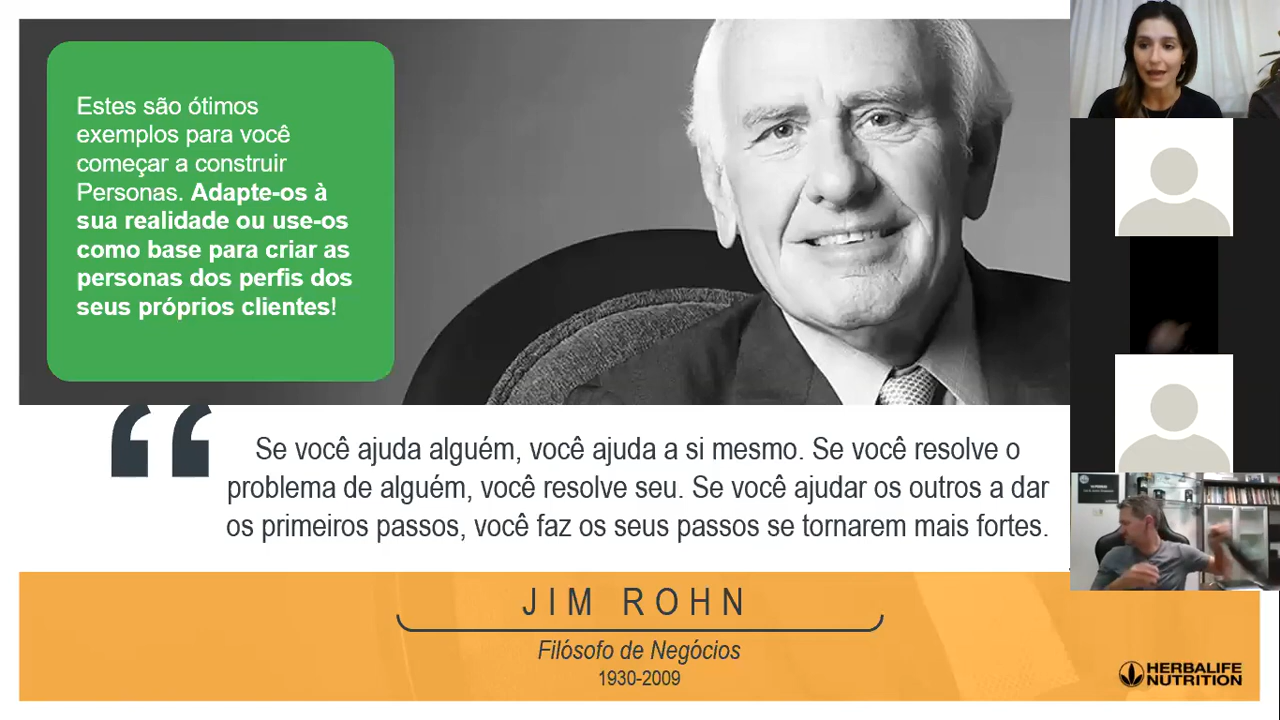 Estes são ótimos
exemplos para você
começar a construir
Personas. Adapte-os à
sua realidade ou use-os
como base para criar as
personas dos perfis dos
seus próprios clientes!
Se você ajuda alguém, você ajuda a si mesmo. Se você resolve o
problema de alguém, você resolve seu. Se você ajudar os outros a dar
os primeiros passos, você faz os seus passos se tornarem mais fortes.
JIM ROHN
Filósofo de Negócios
1930-2009
HERBALIFE
NUTRITION